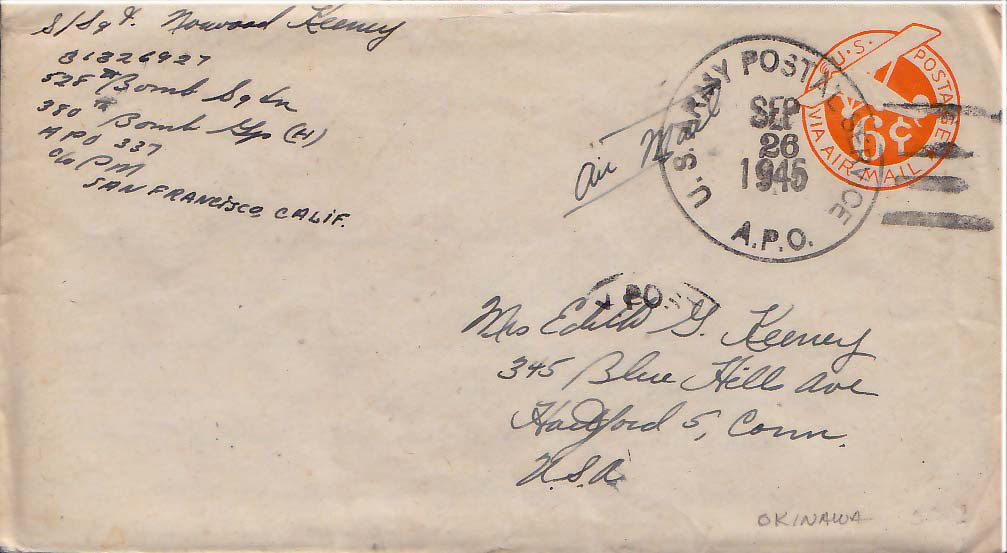 S/Sgt. Norwood Keeney
31326927
528th Bomb Sqdn
380th Bomb Gp (H)
APO 337
c/o PM
SAN FRANCISCO, CALIF.
Air Mail
U.S. ARMY POSTAL SERVICE
SEP
26
1945
A.P.O.
U.S. POSTAGE
6¢
VIA AIR MAIL
POST
Mrs Edith G. Keeney
345 Blue Hills Ave
Hartford 5, Conn.
U.S.A
OKINAWA